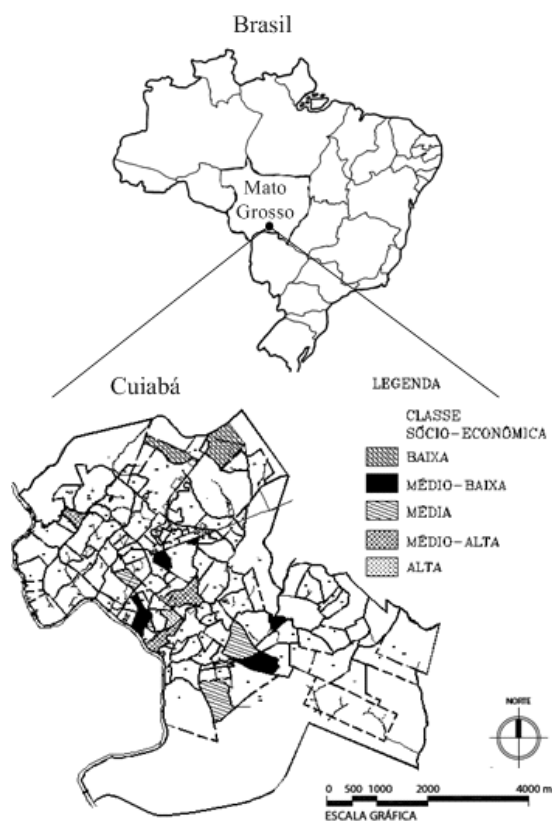 Brasil
Mato
Grosso
Cuiabá
LEGENDA
CLASSE
SÓCIO-ECONÔMICA
BAIXA
MÉDIO-BAIXA
MÉDIA
MÉDIO-ALTA
ALTA
NORTE
0 500 1000 2000 4000 m
ESCALA GRÁFICA